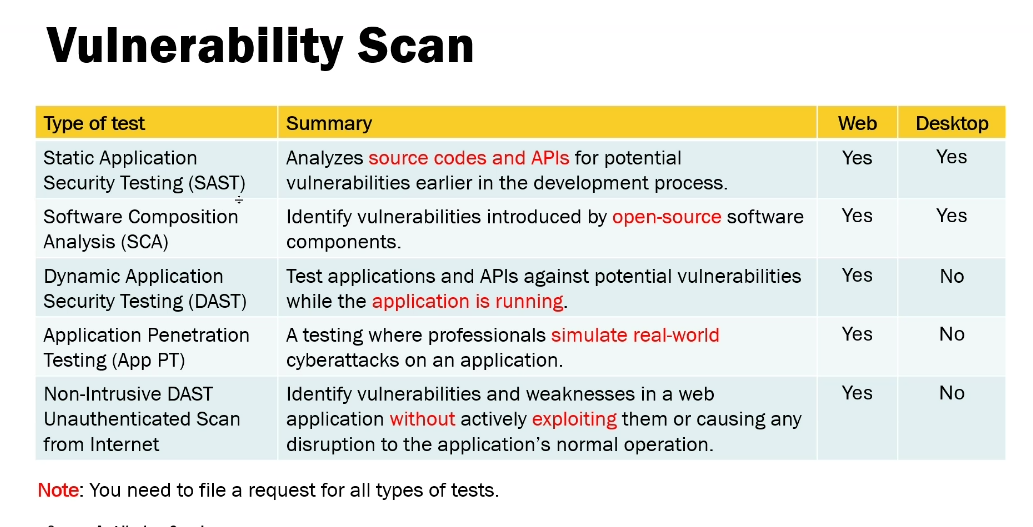 Vulnerability Scan
Type of test Summary Web Desktop
Static Application
Security Testing (SAST)
Analyzes source codes and APIs for potential
vulnerabilities earlier in the development process.
Yes Yes
Software Composition
Analysis (SCA)
Identify vulnerabilities introduced by open-source software
components.
Yes Yes
Dynamic Application
Security Testing (DAST)
Test applications and APIs against potential vulnerabilities
while the application is running.
Yes No
Application Penetration
Testing (App PT)
A testing where professionals simulate real-world
cyberattacks on an application.
Yes No
Non-Intrusive DAST
Unauthenticated Scan
from Internet
Identify vulnerabilities and weaknesses in a web
application without actively exploiting them or causing any
disruption to the application's normal operation.
Yes No
Note: You need to file a request for all types of tests.